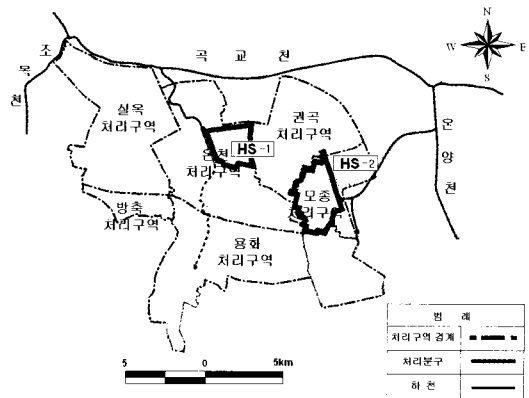 N
W E
S
조
목
천
곡 교 천
온
양
천
실옥
처리구역
권곡
처리구역
온천
처리구역
HS-1
HS-2
모종
처리구역
방축
처리구역
용화
처리구역
범 례
처리구역 경계
처리분구
하 천
5 0 5km